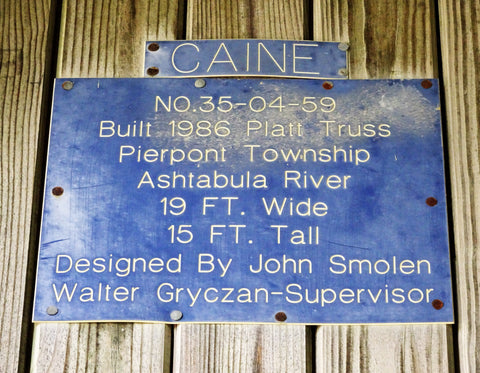 CAINE
NO.35-04-59
Built 1986 Platt Truss
Pierpont Township
Ashtabula River
19 FT. Wide
15 FT. Tall
Designed By John Smolen
Walter Gryczan-Supervisor